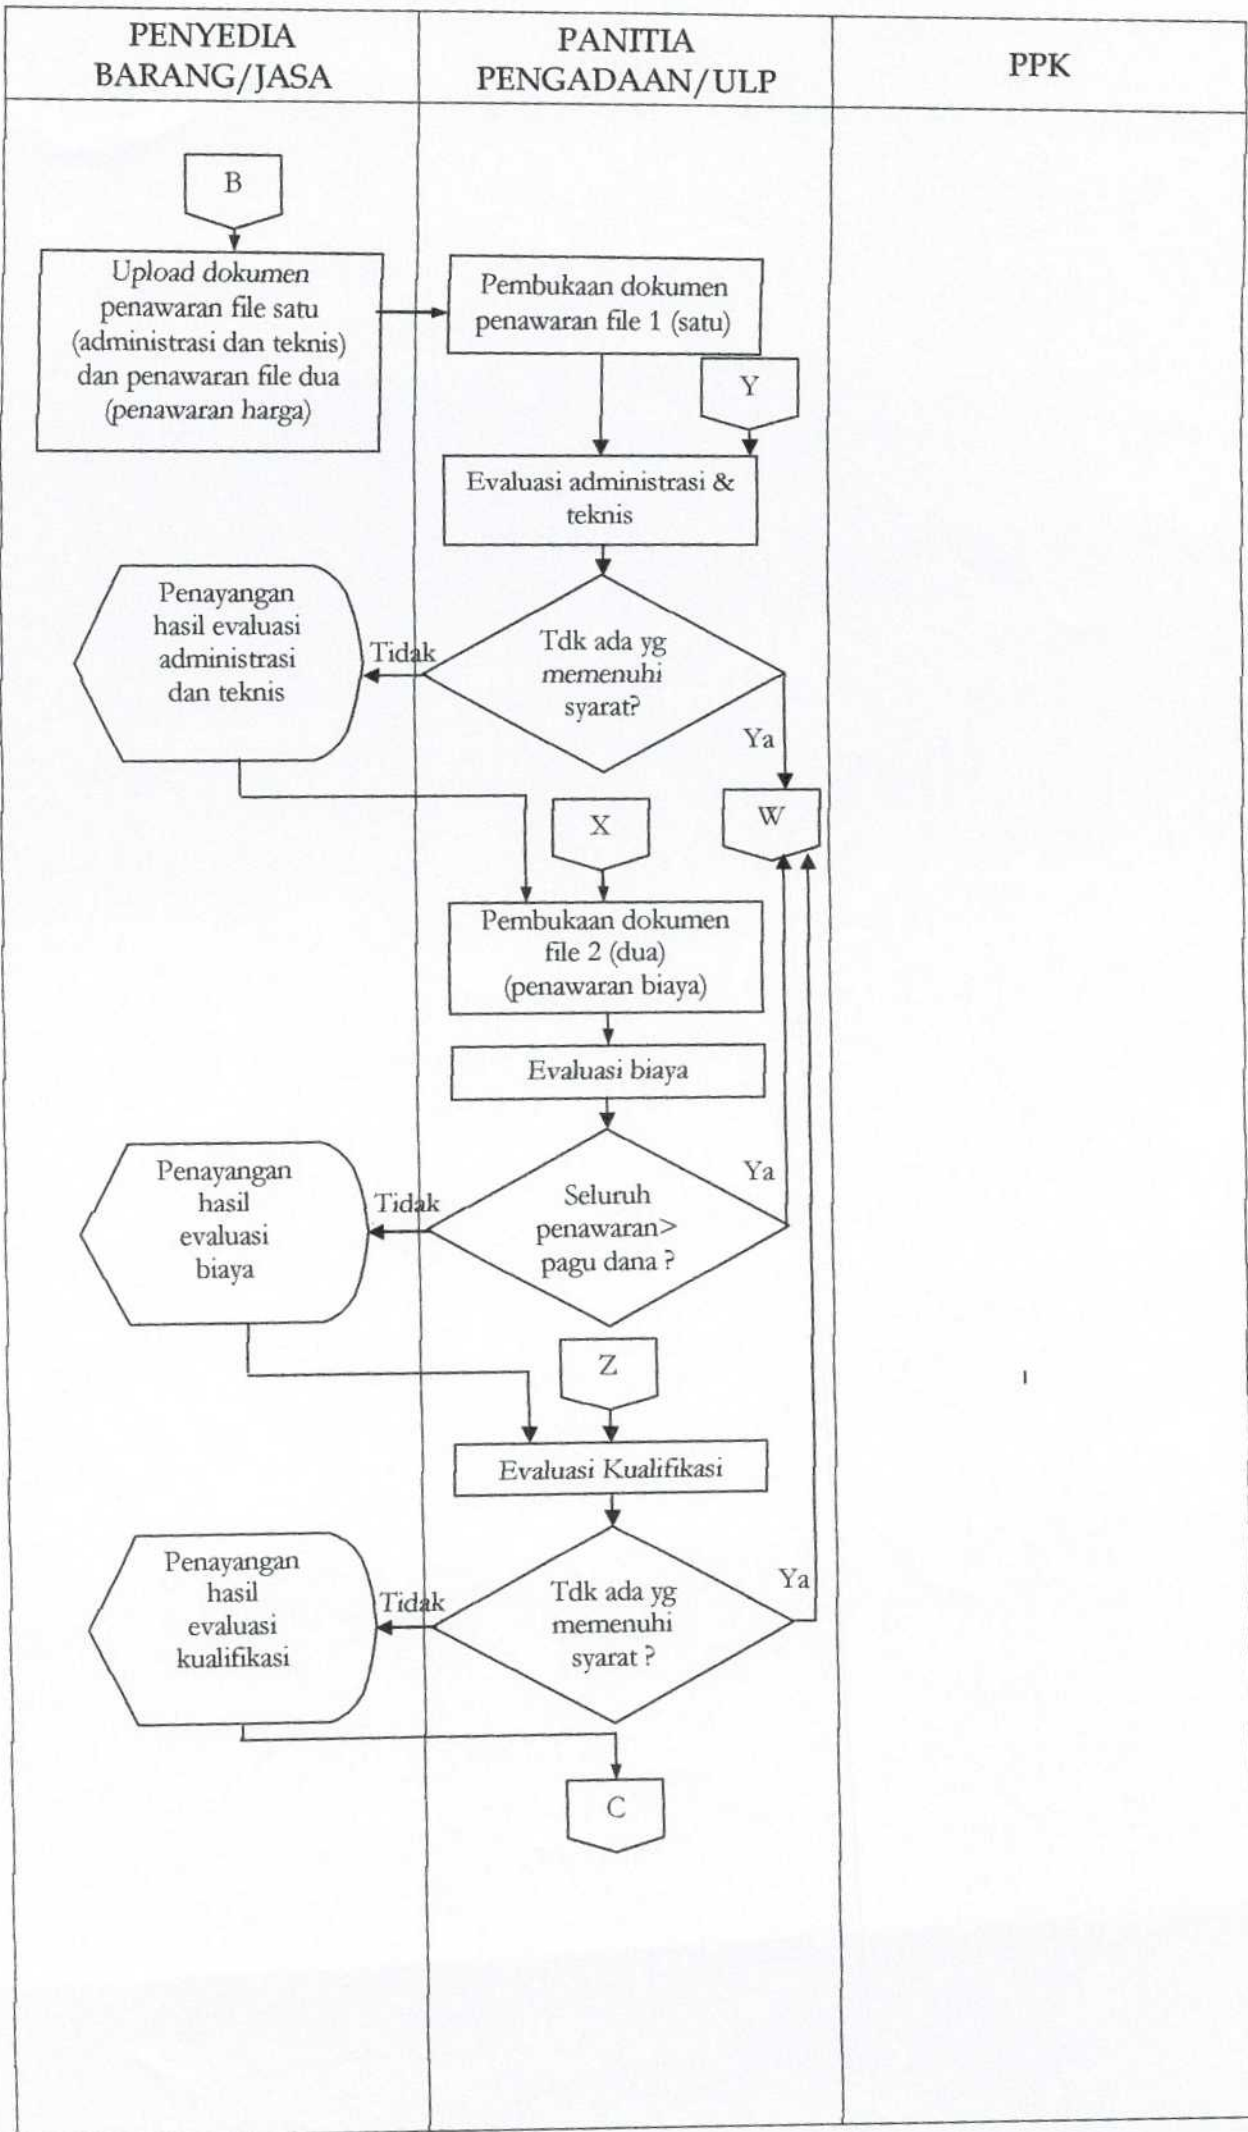 PENYEDIA
BARANG/JASA
PANITIA
PENGADAAN/ULP
PPK
B
Upload dokumen
penawaran file satu
(administrasi dan teknis)
dan penawaran file dua
(penawaran harga)
Pembukaan dokumen
penawaran file 1 (satu)
Y
Evaluasi administrasi &
teknis
Penayangan
hasil evaluasi
administrasi
dan teknis
Tidak
Tdk ada yg
memenuhi
syarat?
Ya
X
W
Pembukaan dokumen
file 2 (dua)
(penawaran biaya)
Evaluasi biaya
Penayangan
hasil
evaluasi
biaya
Tidak
Seluruh
penawaran>
pagu dana ?
Ya
Z
Evaluasi Kualifikasi
Penayangan
hasil
evaluasi
kualifikasi
Tidak
Tdk ada yg
memenuhi
syarat ?
Ya
C